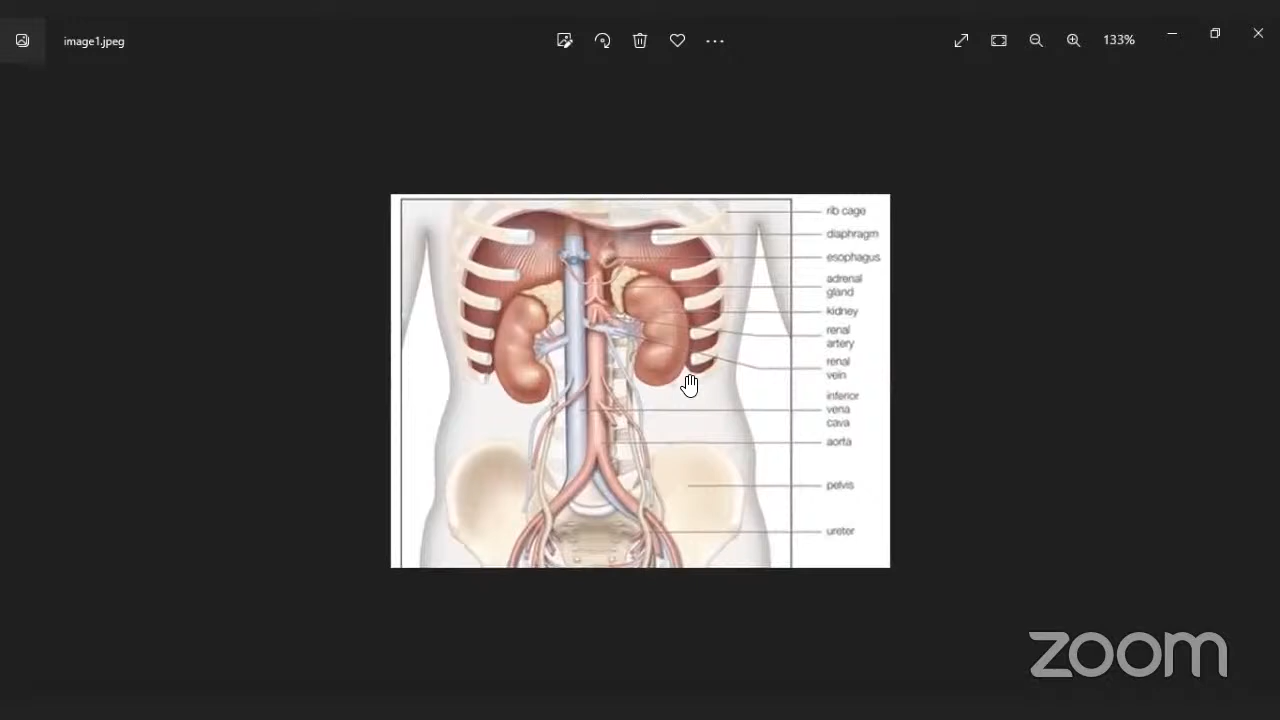 image1.jpeg
133%
rib cage
diaphragm
esophagus
adrenal
gland
kidney
renal
artery
renal
vein
inferior
vena
cava
aorta
pelvis
ureter
zoom